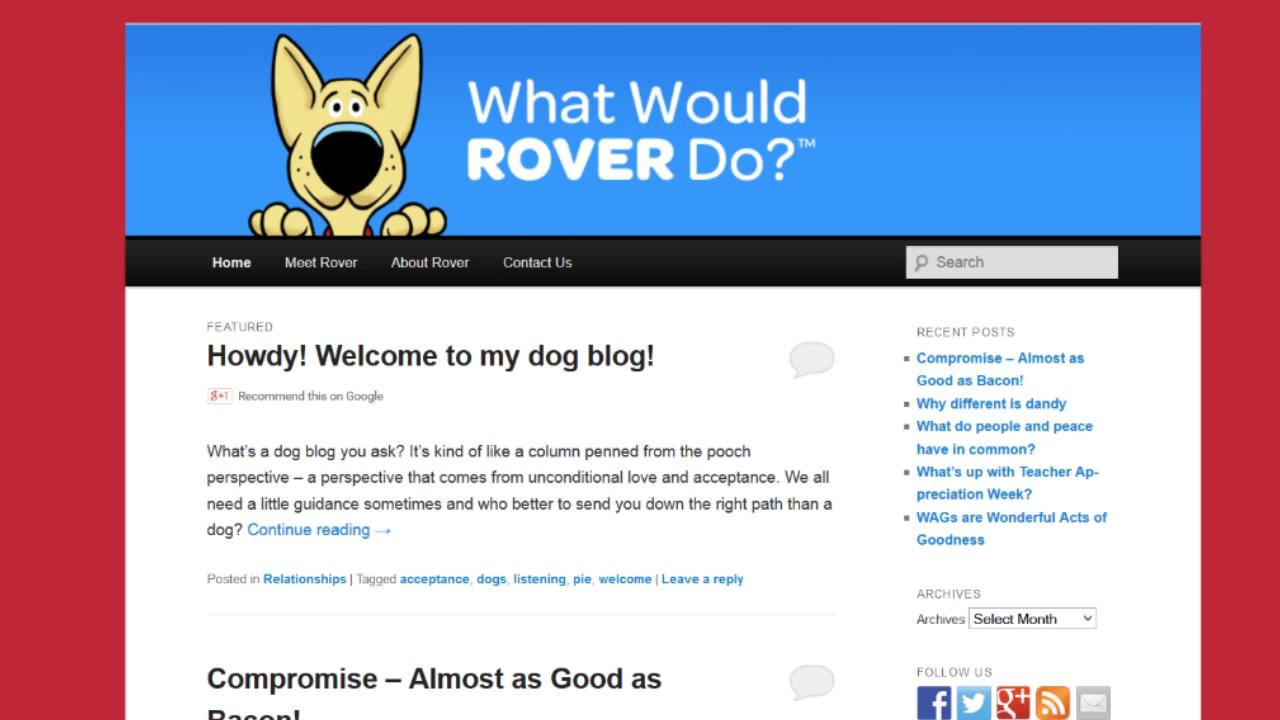 What Would
ROVER Do?™
Home
Meet Rover
About Rover
Contact Us
Search
FEATURED
Howdy! Welcome to my dog blog!
g+1 Recommend this on Google
What's a dog blog you ask? It's kind of like a column penned from the pooch
perspective – a perspective that comes from unconditional love and acceptance. We all
need a little guidance sometimes and who better to send you down the right path than a
dog? Continue reading →
Posted in Relationships | Tagged acceptance, dogs, listening, pie, welcome | Leave a reply
Compromise – Almost as Good as
Bacon!
RECENT POSTS
Compromise – Almost as
Good as Bacon!
Why different is dandy
What do people and peace
have in common?
What's up with Teacher Ap-
preciation Week?
WAGs are Wonderful Acts of
Goodness
ARCHIVES
Archives Select Month
FOLLOW US
f
g+